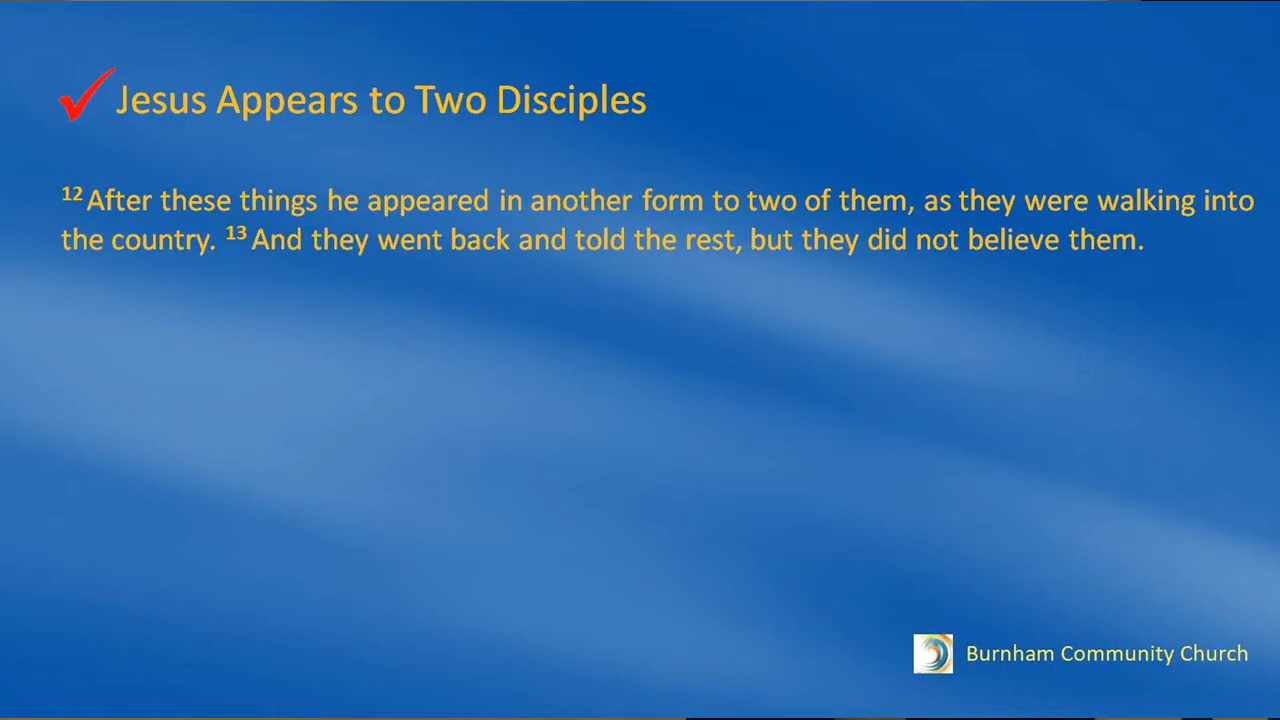 Jesus Appears to Two Disciples
12 After these things he appeared in another form to two of them, as they were walking into
the country. 13 And they went back and told the rest, but they did not believe them.
Burnham Community Church